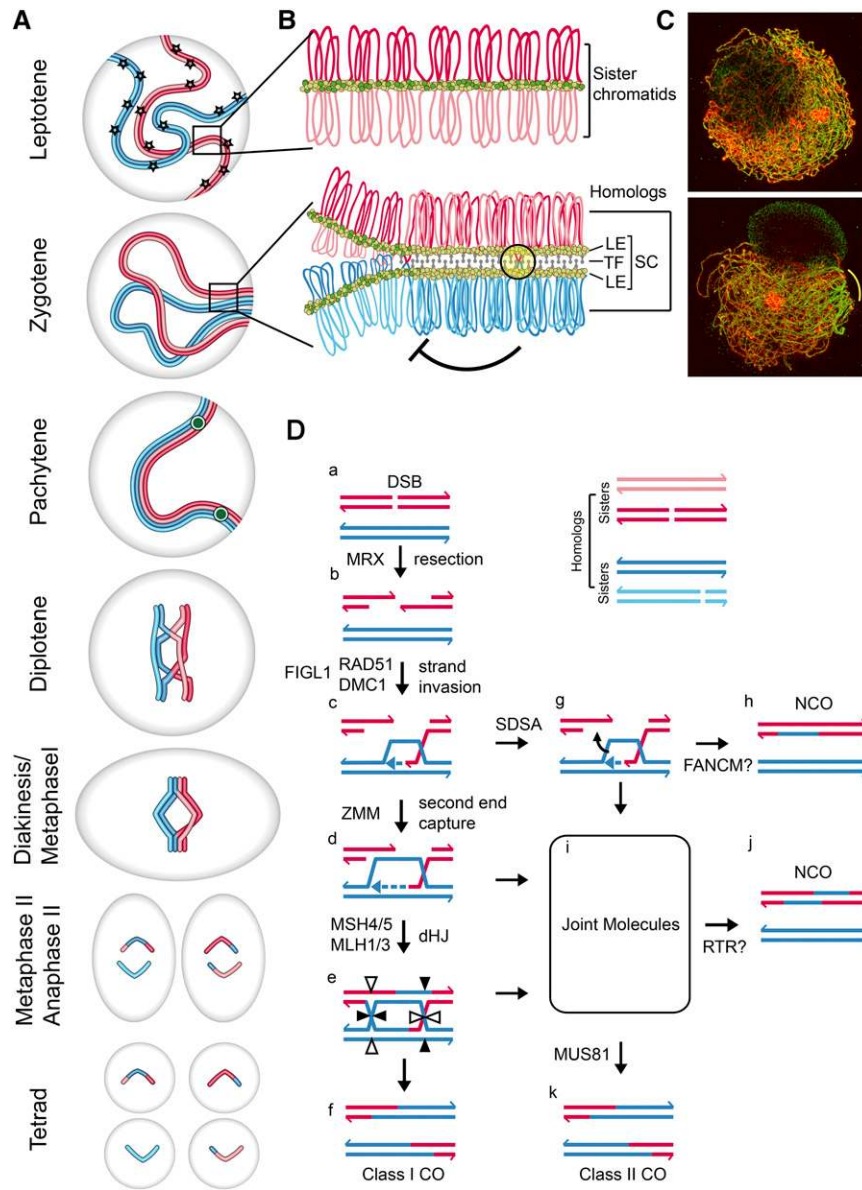 A
Leptotene
Zygotene
Pachytene
Diplotene
Diakinesis/
MetaphaseI
Metaphase II
Anaphase II
Tetrad
B
Sister
chromatids
Homologs
LE
TF
LE
SC
C
D
a
DSB
MRX
resection
b
FIGL1
RAD51
DMC1
strand
invasion
c
SDSA
g
h
NCO
FANCM?
ZMM
second end
capture
d
i
Joint Molecules
j
NCO
RTR?
MSH4/5
MLH1/3
dHJ
e
MUS81
f
Class I CO
k
Class II CO
Homologs
Sisters
Sisters